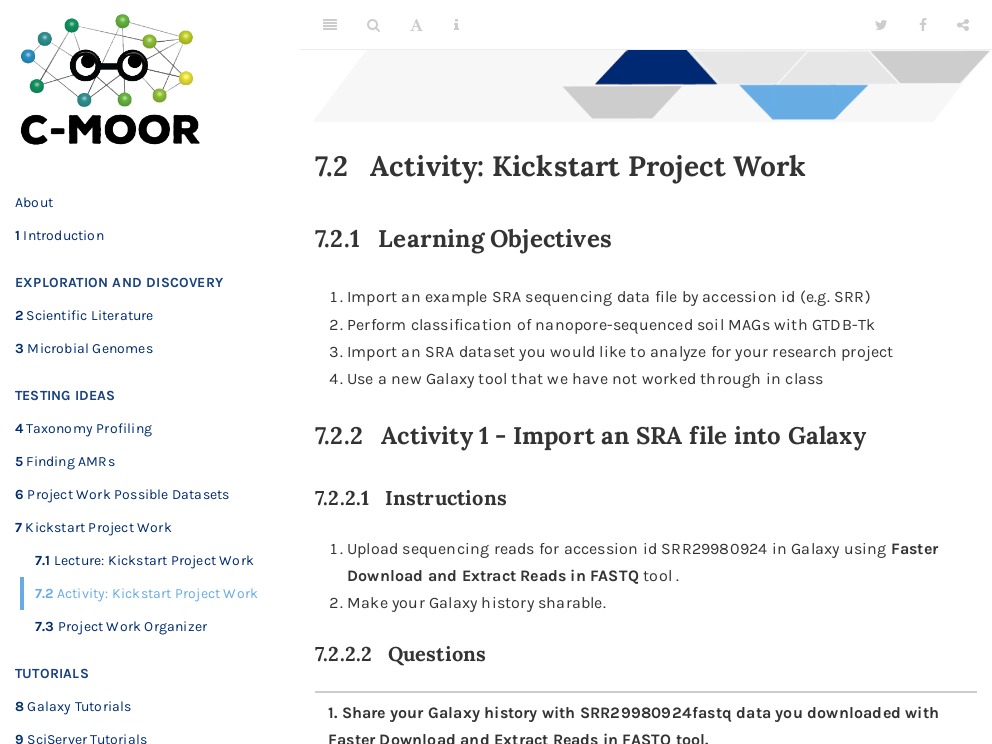 C-MOOR
About
1 Introduction
EXPLORATION AND DISCOVERY
2 Scientific Literature
3 Microbial Genomes
TESTING IDEAS
4 Taxonomy Profiling
5 Finding AMRs
6 Project Work Possible Datasets
7 Kickstart Project Work
7.1 Lecture: Kickstart Project Work
7.2 Activity: Kickstart Project Work
7.3 Project Work Organizer
TUTORIALS
8 Galaxy Tutorials
9 SciServer Tutorials
7.2 Activity: Kickstart Project Work
7.2.1 Learning Objectives
1. Import an example SRA sequencing data file by accession id (e.g. SRR)
2. Perform classification of nanopore-sequenced soil MAGs with GTDB-Tk
3. Import an SRA dataset you would like to analyze for your research project
4. Use a new Galaxy tool that we have not worked through in class
7.2.2 Activity 1 - Import an SRA file into Galaxy
7.2.2.1 Instructions
1. Upload sequencing reads for accession id SRR29980924 in Galaxy using Faster
Download and Extract Reads in FASTQ tool .
2. Make your Galaxy history sharable.
7.2.2.2 Questions
1. Share your Galaxy history with SRR29980924fastq data you downloaded with
Faster Download and Extract Reads in FASTQ tool.